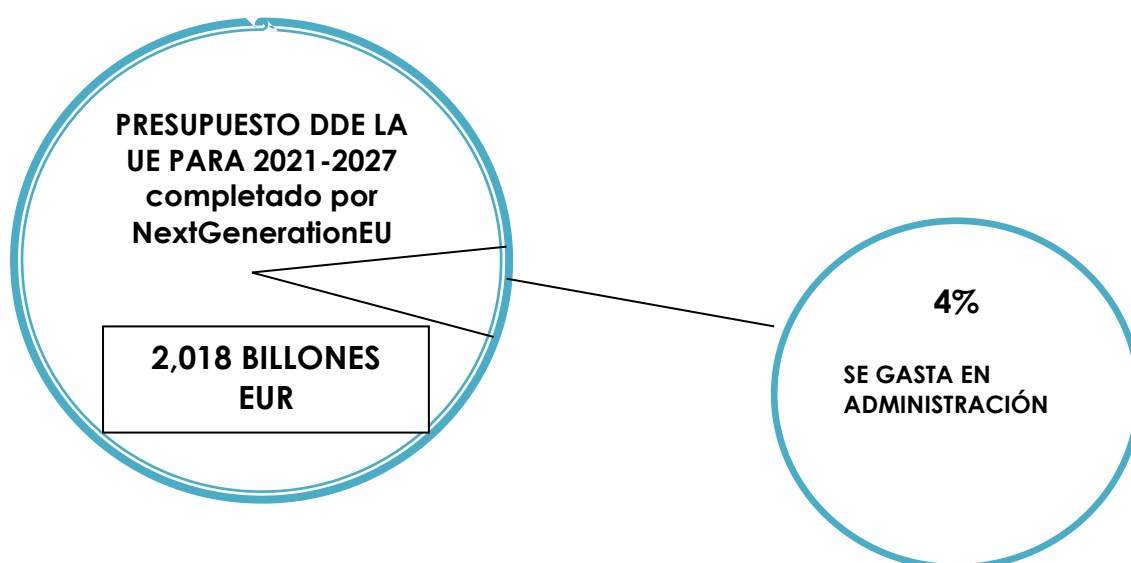 PRESUPUESTO DDE LA
UE PARA 2021-2027
completado por
NextGenerationEU
2,018 BILLONES
EUR
4%
SE GASTA EN
ADMINISTRACIÓN